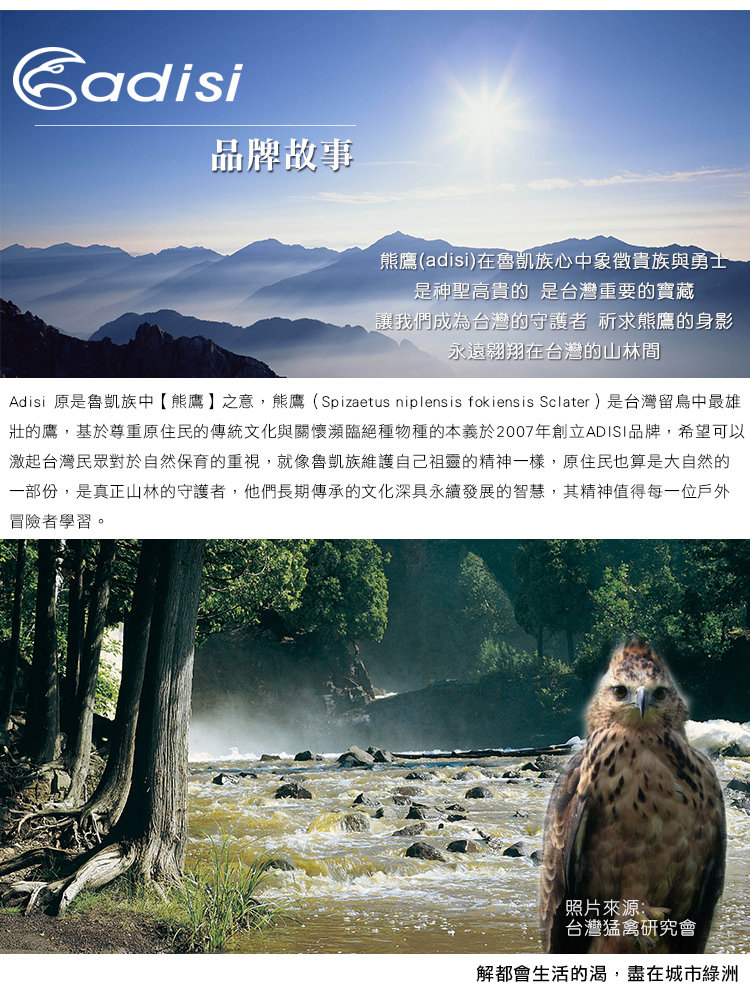 adisi
品牌故事
熊鷹(adisi)在魯凱族心中象徵貴族與勇士
是神聖高貴的 是台灣重要的寶藏
讓我們成為台灣的守護者 祈求熊鷹的身影
永遠翱翔在台灣的山林間
Adisi 原是魯凱族中【熊鷹】之意，熊鷹（Spizaetus niplensis fokiensis Sclater）是台灣留鳥中最雄
壯的鷹，基於尊重原住民的傳統文化與關懷瀕臨絕種物種的本義於2007年創立ADISI品牌，希望可以
激起台灣民眾對於自然保育的重視，就像魯凱族維護自己祖靈的精神一樣，原住民也算是大自然的
一部份，是真正山林的守護者，他們長期傳承的文化深具永續發展的智慧，其精神值得每一位戶外
冒險者學習。
照片來源:
台灣猛禽研究會
解都會生活的渴，盡在城市綠洲